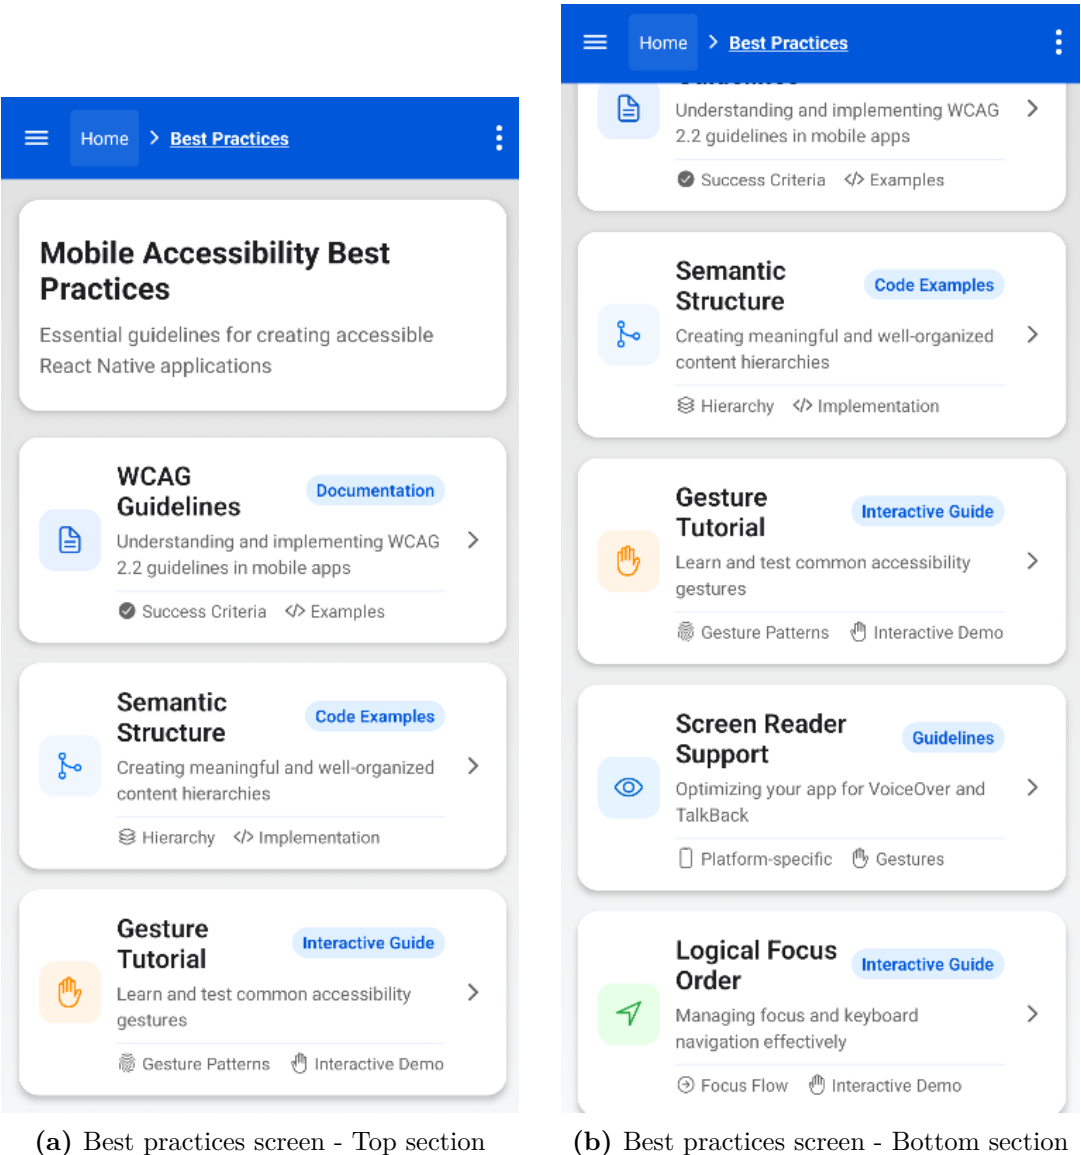 Home > Best Practices
Mobile Accessibility Best
Practices
Essential guidelines for creating accessible
React Native applications
WCAG
Guidelines
Documentation
Understanding and implementing WCAG
2.2 guidelines in mobile apps
Success Criteria </> Examples
Semantic
Structure
Code Examples
Creating meaningful and well-organized
content hierarchies
Hierarchy </> Implementation
Gesture
Tutorial
Interactive Guide
Learn and test common accessibility
gestures
Gesture Patterns Interactive Demo
(a) Best practices screen - Top section
Home > Best Practices
Understanding and implementing WCAG
2.2 guidelines in mobile apps
Success Criteria </> Examples
Semantic
Structure
Code Examples
Creating meaningful and well-organized
content hierarchies
Hierarchy </> Implementation
Gesture
Tutorial
Interactive Guide
Learn and test common accessibility
gestures
Gesture Patterns Interactive Demo
Screen Reader
Support
Guidelines
Optimizing your app for VoiceOver and
TalkBack
Platform-specific Gestures
Logical Focus
Order
Interactive Guide
Managing focus and keyboard
navigation effectively
Focus Flow Interactive Demo
(b) Best practices screen - Bottom section